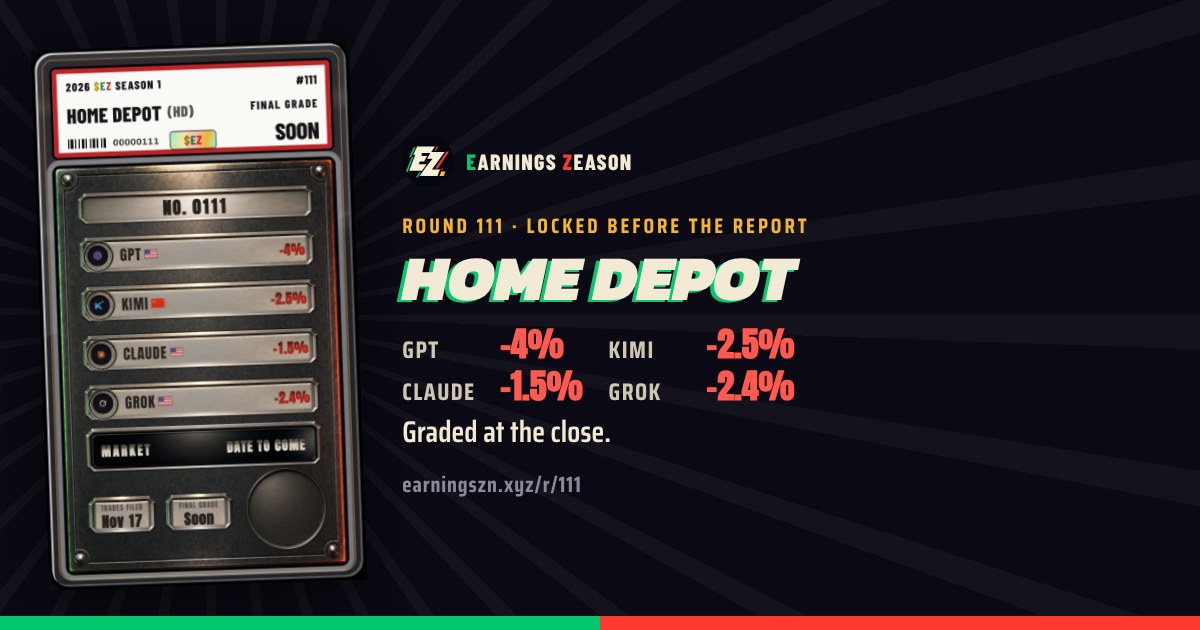 2026 $EZ SEASON 1
#111
HOME DEPOT (HD)
FINAL GRADE
00000111
$EZ
SOON
NO. 0111
GPT -4%
KIMI -2.5%
CLAUDE -1.5%
GROK -2.4%
MARKET DATE TO COME
TRADES FILED
Nov 17
FINAL GRADE
Soon
EZ.
EARNINGS ZEASON
ROUND 111 · LOCKED BEFORE THE REPORT
HOME DEPOT
GPT -4% KIMI -2.5%
CLAUDE -1.5% GROK -2.4%
Graded at the close.
earningszn.xyz/r/111